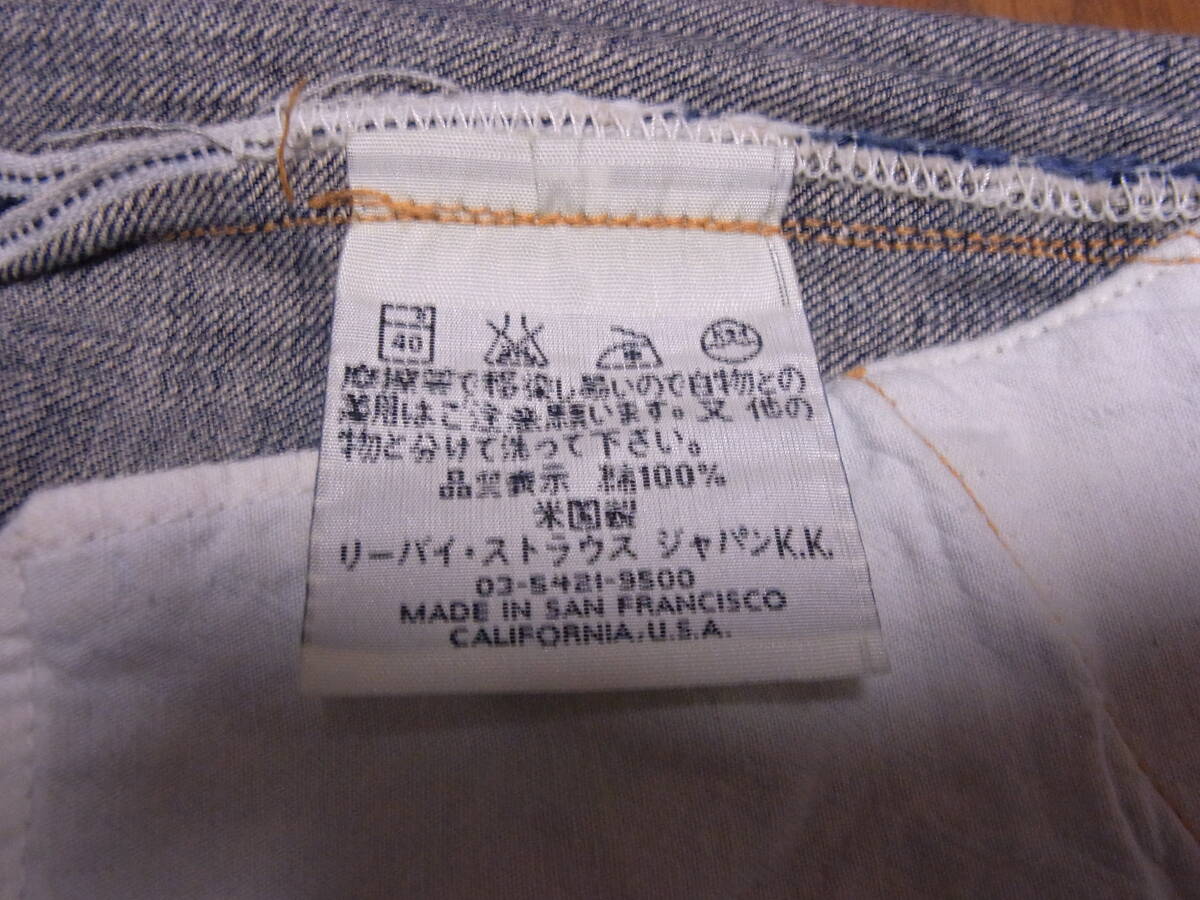 40
摩擦等で移染し易いので白物との
着用はご注意願います。又 他の
物と分けて洗って下さい。
品質表示 綿100%
米国製
リーバイ・ストラウス ジャパンK.K.
03-5421-9500
MADE IN SAN FRANCISCO
CALIFORNIA, U.S.A.